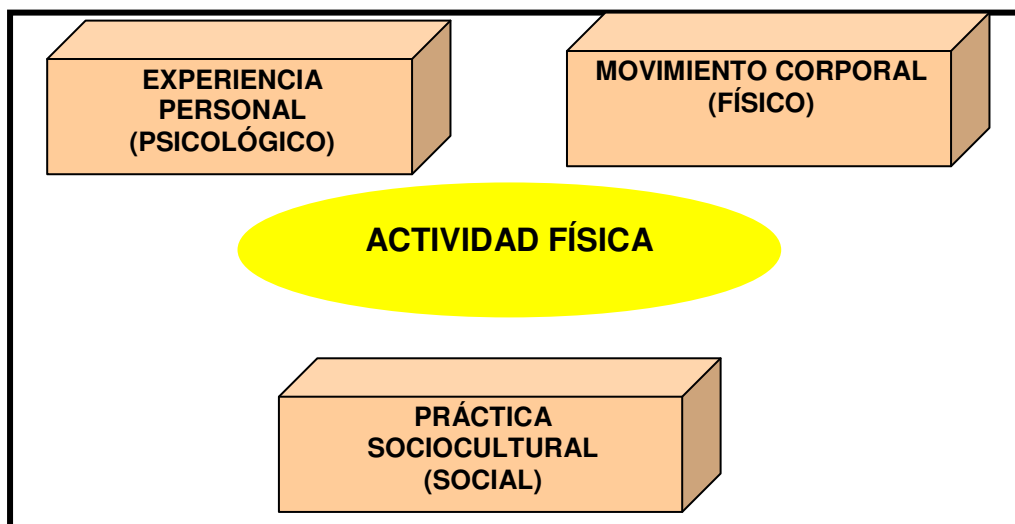 EXPERIENCIA
PERSONAL
(PSICOLÓGICO)
MOVIMIENTO CORPORAL
(FÍSICO)
ACTIVIDAD FÍSICA
PRÁCTICA
SOCIOCULTURAL
(SOCIAL)